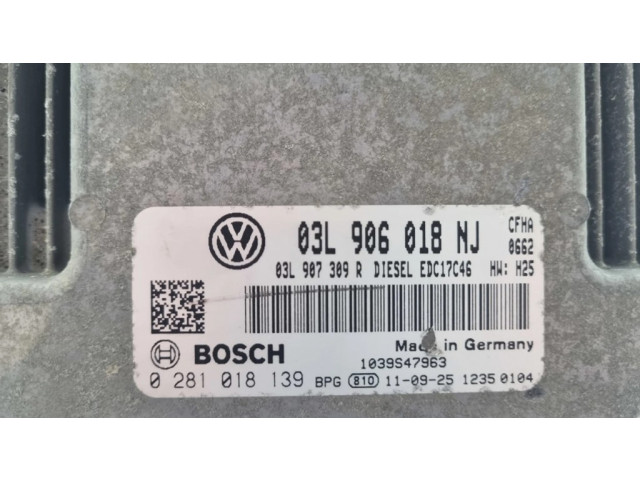 03L 906 018 NJ CFHA
0662
03L 907 309 R DIESEL EDC17C46 HW: H25
Made in Germany
BOSCH
1039S47963
0 281 018 139 BPG 810 11-09-25 1235 0104